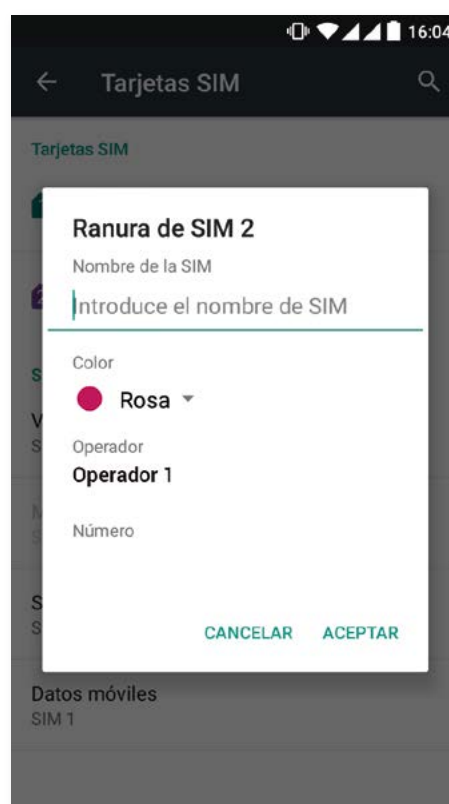 16:04
Tarjetas SIM
Tarjetas SIM
Ranura de SIM 2
Nombre de la SIM
Introduce el nombre de SIM
Color
Rosa
Operador
Operador 1
Número
CANCELAR ACEPTAR
Datos móviles
SIM 1